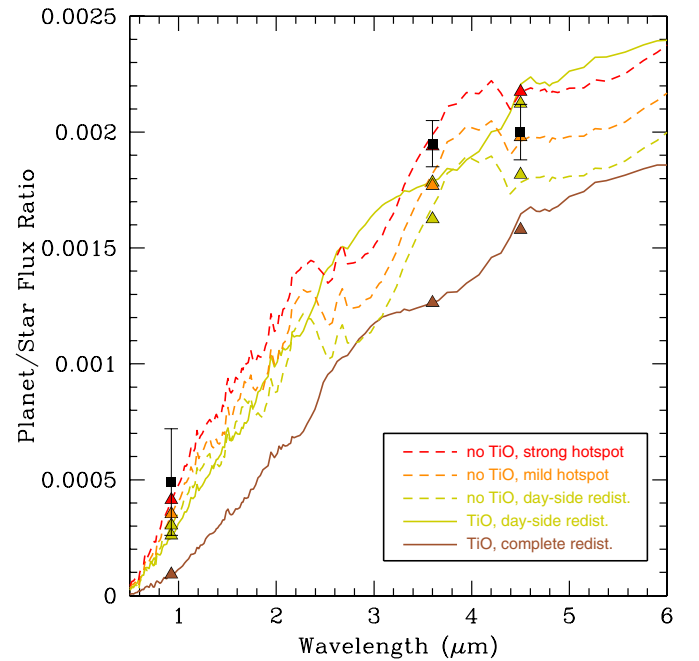 0.0025
0.002
0.0015
0.001
0.0005
0
Planet/Star Flux Ratio
no TiO, strong hotspot
no TiO, mild hotspot
no TiO, day-side redist.
TiO, day-side redist.
TiO, complete redist.
1 2 3 4 5 6
Wavelength (μm)